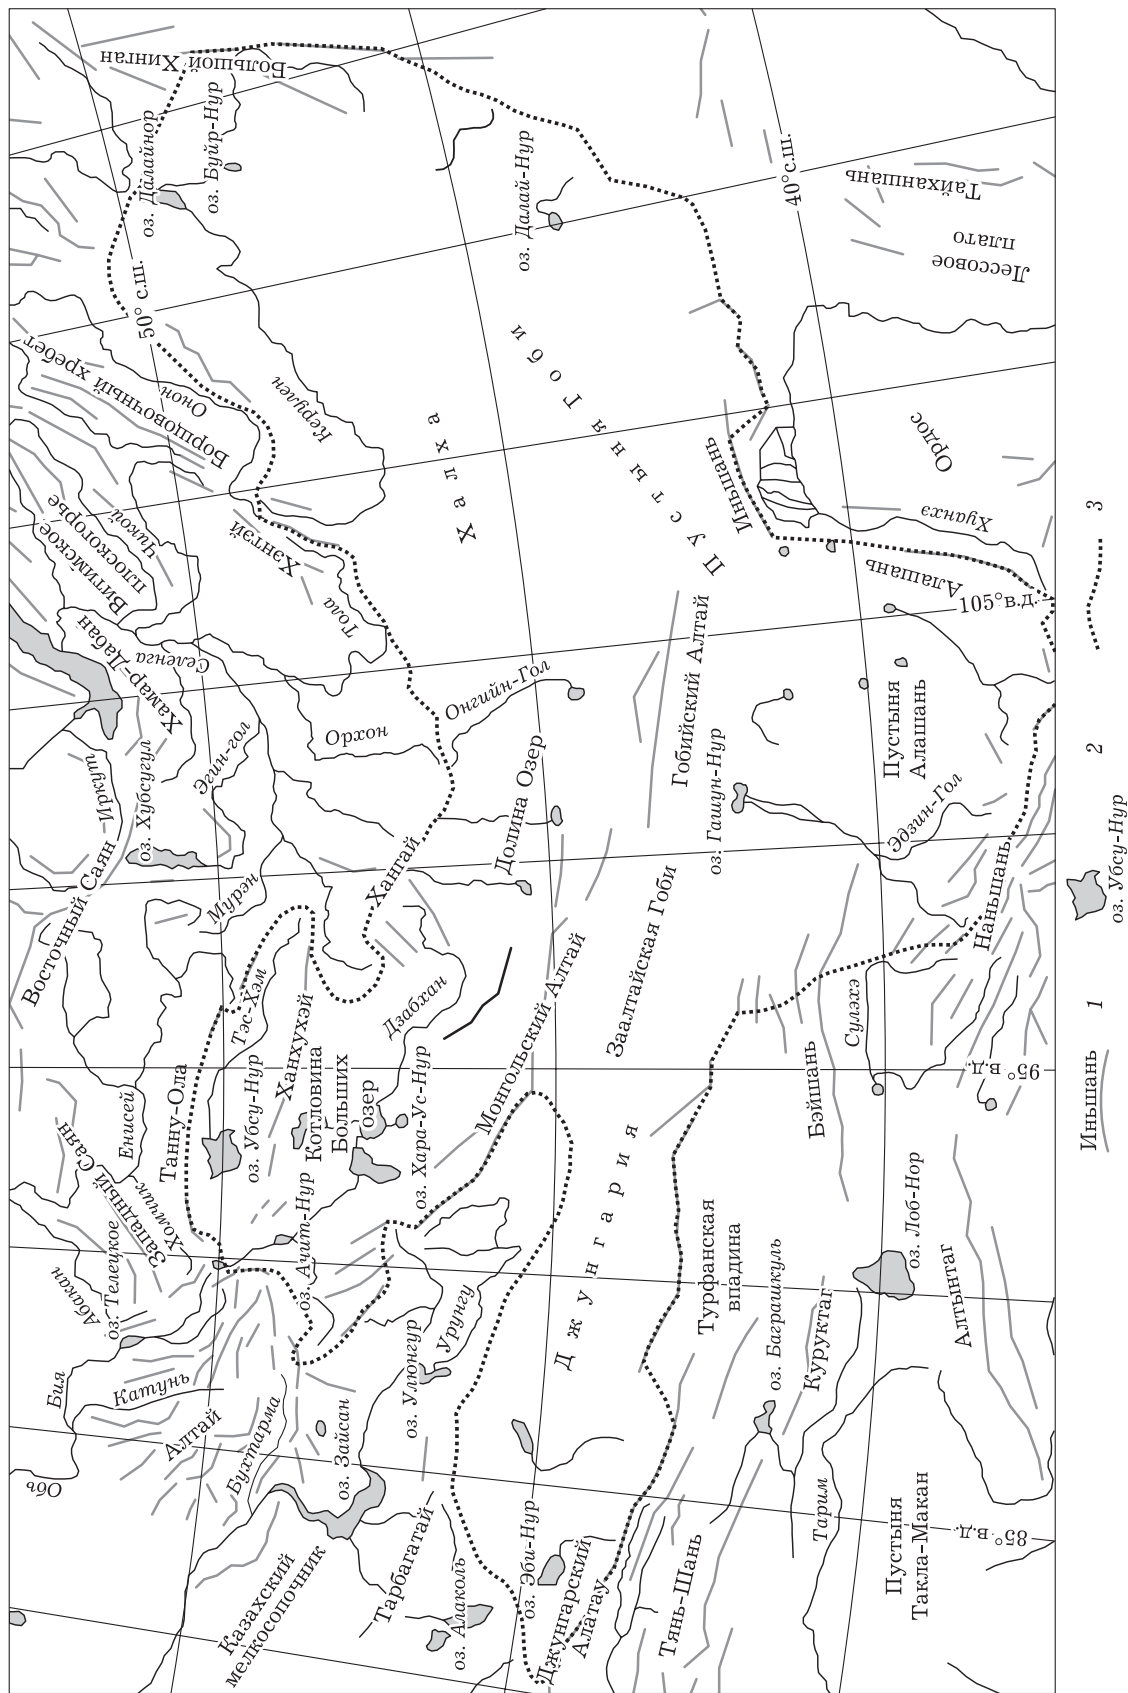 Большой Хинган
оз. Далайнор
оз. Буйр-Нур
50° с.ш.
Борщовочный хребет
Онон
Керулен
Халха
оз. Далай-Нур
Пустыня Гоби
40°с.ш.
Тайханшань
Лессовое
плато
Ордос
Хуанхэ
Иньшань
Алашань
105°в.д.
Витимское
плоскогорье
Чикой
Хэнтэй
Тола
Хамар-Дабан
Селенга
Орхон
Онгийн-Гол
Эгин-гол
Иркут
оз. Хубсугул
Восточный Саян
Мурэн
Хангай
Долина Озер
Гобийский Алтай
оз. Гашун-Нур
Пустыня
Алашань
Эдзин-Гол
Наньшань
Заалтайская Гоби
Монгольский Алтай
Дзабхан
Тэс-Хэм
Ханхухэй
оз. Убсу-Нур
Котловина
Больших
озер
оз. Хара-Ус-Нур
Танну-Ола
Енисей
Западный Саян
Хомчик
Абакан
оз. Телецкое
оз. Ачит-Нур
Сулэхэ
Бэйшань
95° в.д.
Джунгария
Турфанская
впадина
оз. Баграшкуль
Куруктаг
оз. Лоб-Нор
Алтынтаг
Урунгу
оз. Улюнгур
Бия
Катунь
Обь
Алтай
Бухтарма
оз. Зайсан
Казахский
мелкосопочник
Тарбагатай
оз. Алаколь
оз. Эби-Нур
Джунгарский
Алатау
Тянь-Шань
Тарим
Пустыня
Такла-Макан
85° в.д.
Иньшань
1
оз. Убсу-Нур
2
3